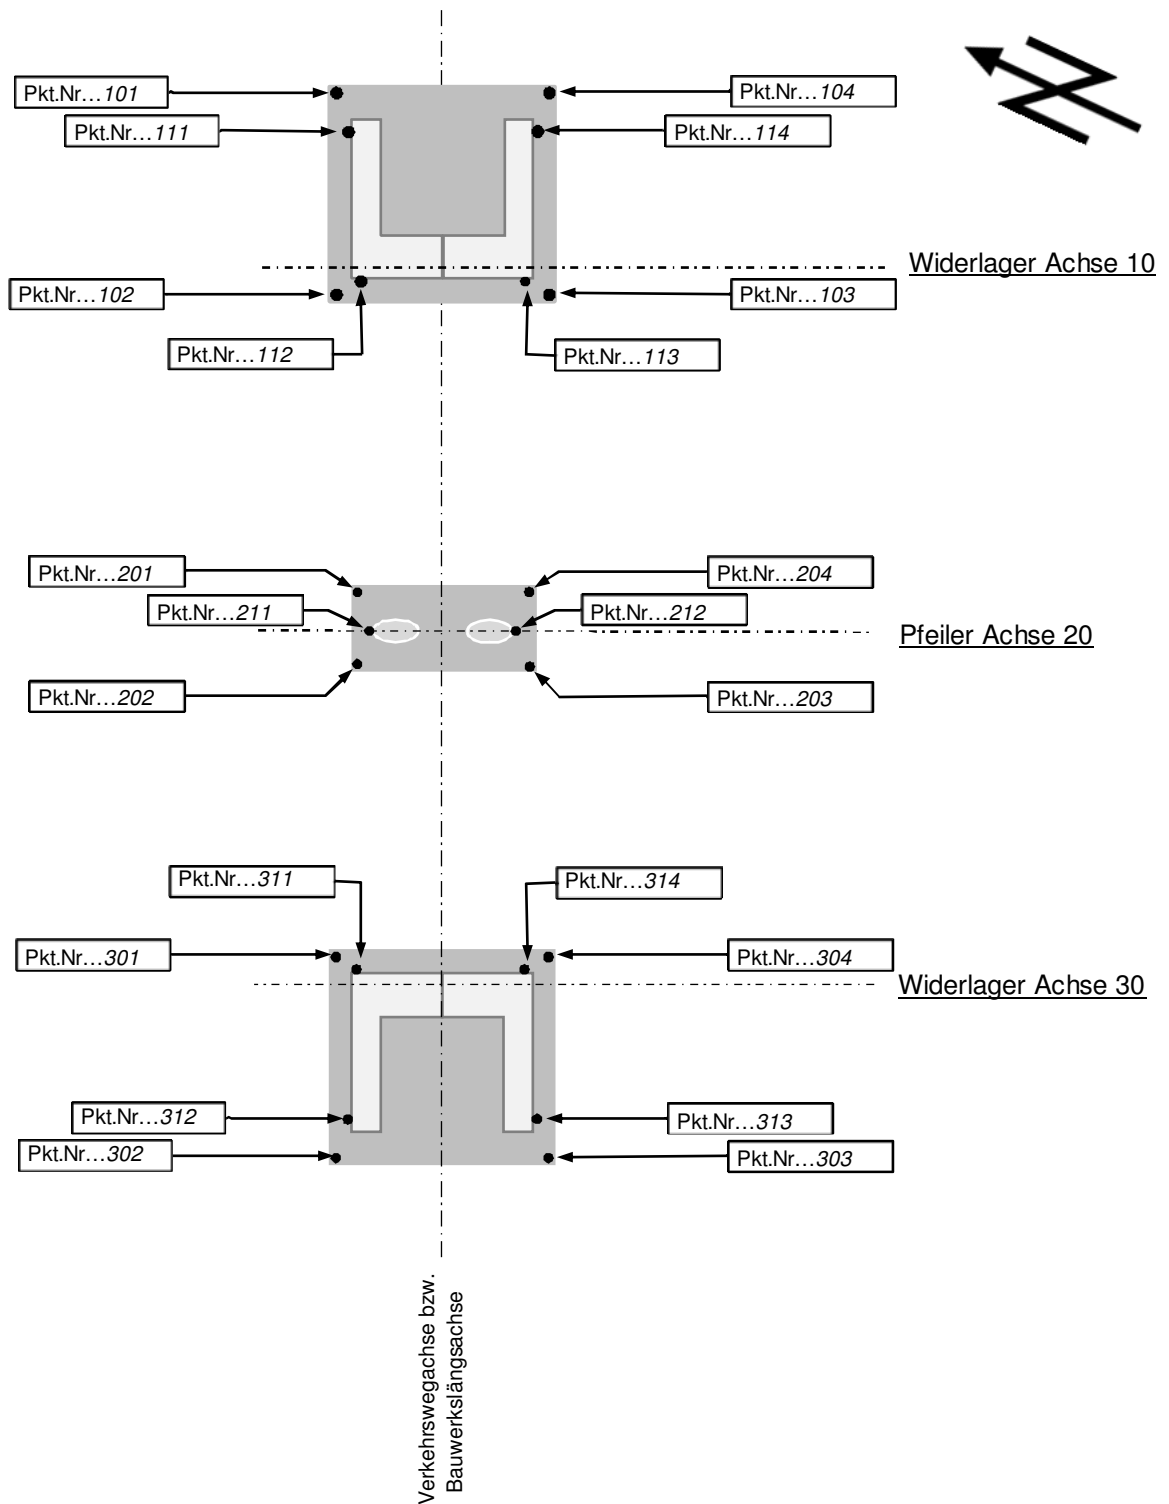 Pkt.Nr…101
Pkt.Nr…104
Pkt.Nr…111
Pkt.Nr…114
Widerlager Achse 10
Pkt.Nr…102
Pkt.Nr…103
Pkt.Nr…112
Pkt.Nr…113
Pkt.Nr…201
Pkt.Nr…204
Pkt.Nr…211
Pkt.Nr…212
Pfeiler Achse 20
Pkt.Nr…202
Pkt.Nr…203
Pkt.Nr…311
Pkt.Nr…314
Pkt.Nr…301
Pkt.Nr…304
Widerlager Achse 30
Pkt.Nr…312
Pkt.Nr…313
Pkt.Nr…302
Pkt.Nr…303
Verkehrswegachse bzw.
Bauwerkslängsachse